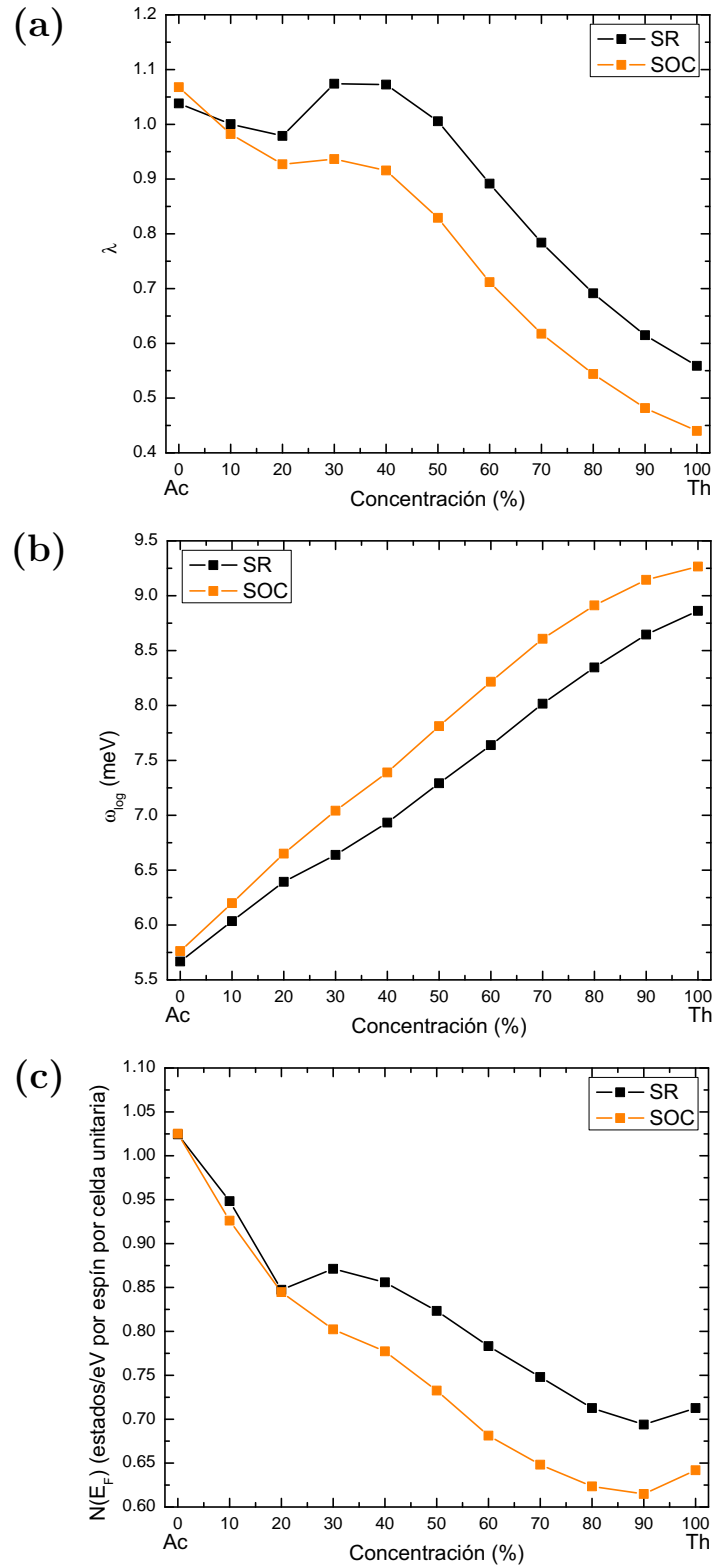 (a)
1.2
1.1
1.0
0.9
0.8
0.7
0.6
0.5
0.4
λ
SR
SOC
0 10 20 30 40 50 60 70 80 90 100
Ac Th
Concentración (%)
(b)
9.5
9.0
8.5
8.0
7.5
7.0
6.5
6.0
5.5
ω_log (meV)
SR
SOC
0 10 20 30 40 50 60 70 80 90 100
Ac Th
Concentración (%)
(c)
1.10
1.05
1.00
0.95
0.90
0.85
0.80
0.75
0.70
0.65
0.60
N(E_F) (estados/eV por espín por celda unitaria)
SR
SOC
0 10 20 30 40 50 60 70 80 90 100
Ac Th
Concentración (%)